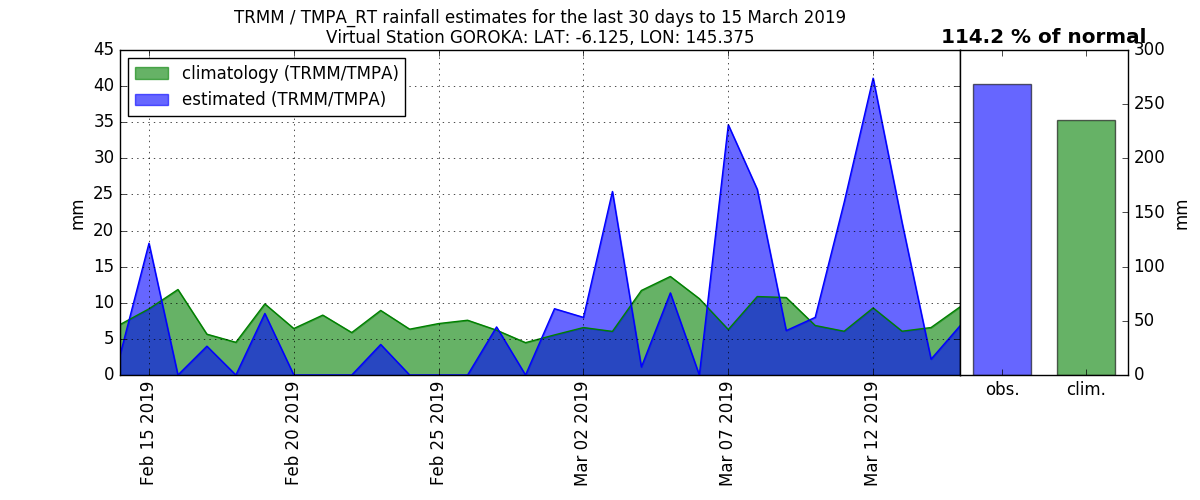 TRMM / TMPA_RT rainfall estimates for the last 30 days to 15 March 2019
Virtual Station GOROKA: LAT: -6.125, LON: 145.375
114.2 % of normal
climatology (TRMM/TMPA)
estimated (TRMM/TMPA)
45
40
35
30
25
20
15
10
5
0
mm
Feb 15 2019
Feb 20 2019
Feb 25 2019
Mar 02 2019
Mar 07 2019
Mar 12 2019
300
250
200
150
100
50
0
mm
obs.
clim.